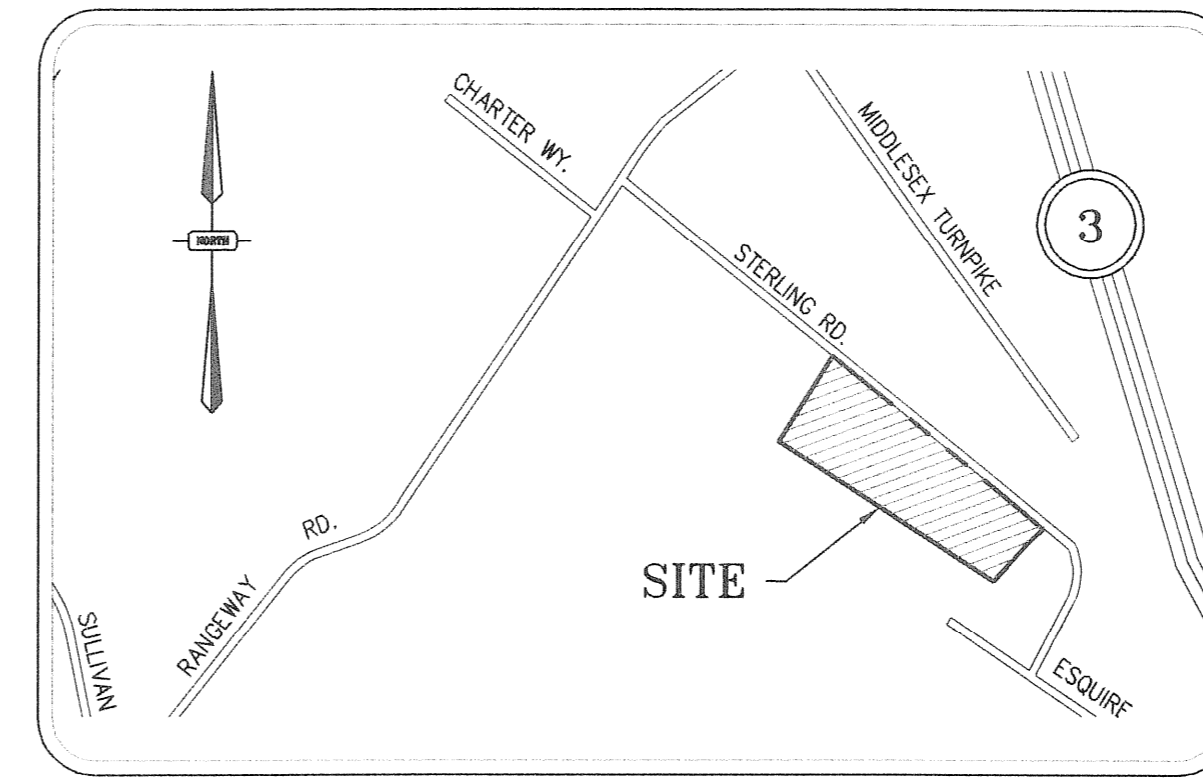 CHARTER WY.
MIDDLESEX TURNPIKE
3
NORTH
STERLING RD.
RD.
SITE
RANGEWAY
SULLIVAN
ESQUIRE